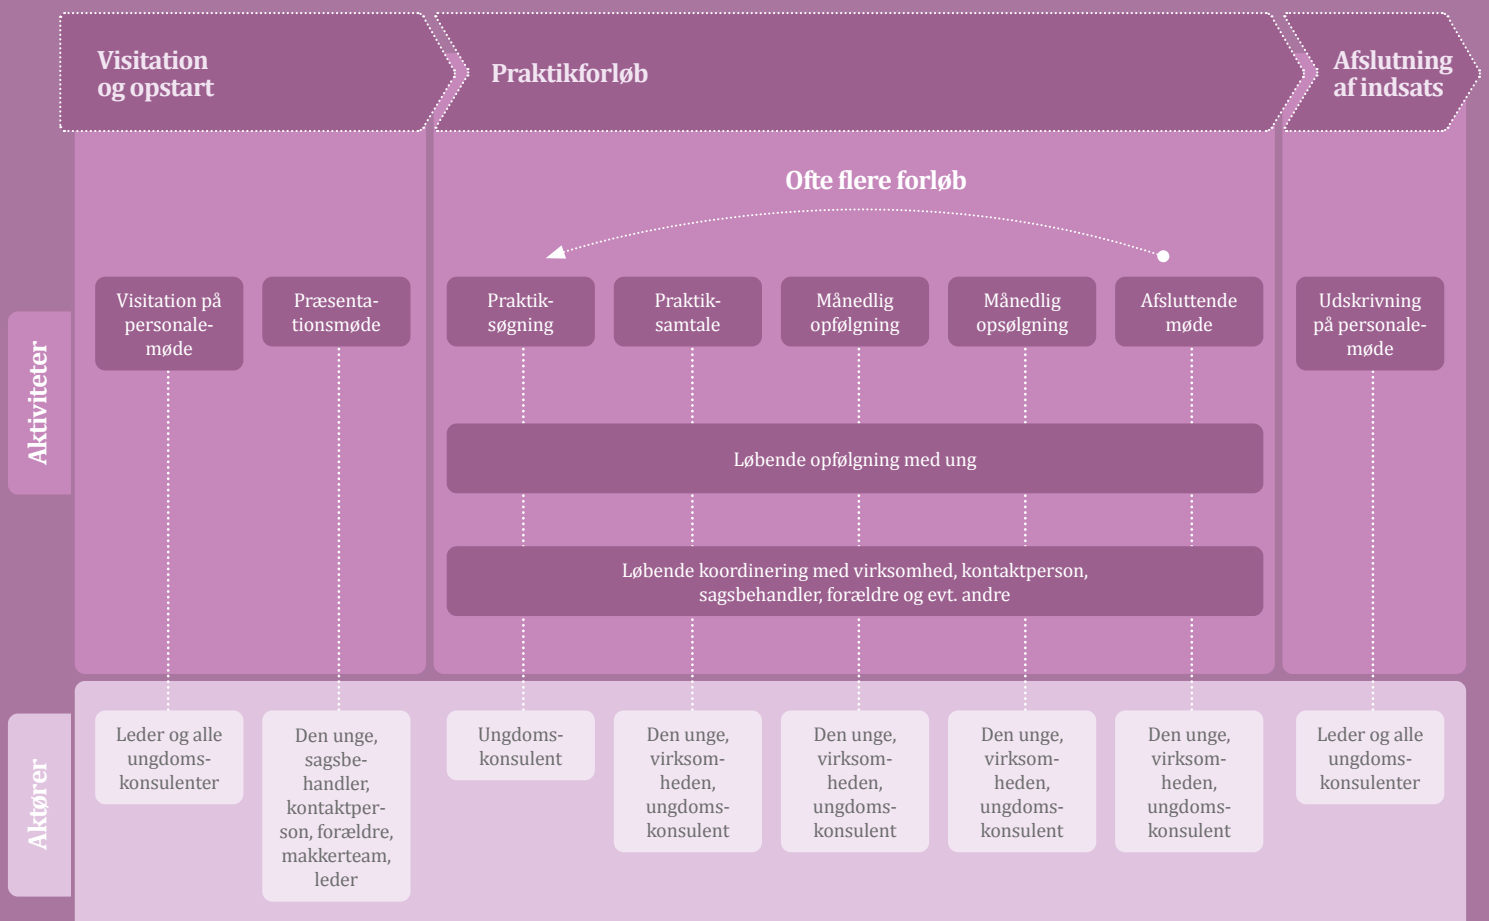 Visitation
og opstart
Praktikforløb
Afslutning
af indsats
Ofte flere forløb
Aktiviteter
Visitation på
personale-
møde
Præsenta-
tionsmøde
Praktik-
søgning
Praktik-
samtale
Månedlig
opfølgning
Månedlig
opsølgning
Afsluttende
møde
Udskrivning
på personale-
møde
Løbende opfølgning med ung
Løbende koordinering med virksomhed, kontaktperson,
sagsbehandler, forældre og evt. andre
Aktører
Leder og alle
ungdoms-
konsulenter
Den unge,
sagsbe-
handler,
kontaktper-
son, forældre,
makkerteam,
leder
Ungdoms-
konsulent
Den unge,
virksom-
heden,
ungdoms-
konsulent
Den unge,
virksom-
heden,
ungdoms-
konsulent
Den unge,
virksom-
heden,
ungdoms-
konsulent
Den unge,
virksom-
heden,
ungdoms-
konsulent
Leder og alle
ungdoms-
konsulenter